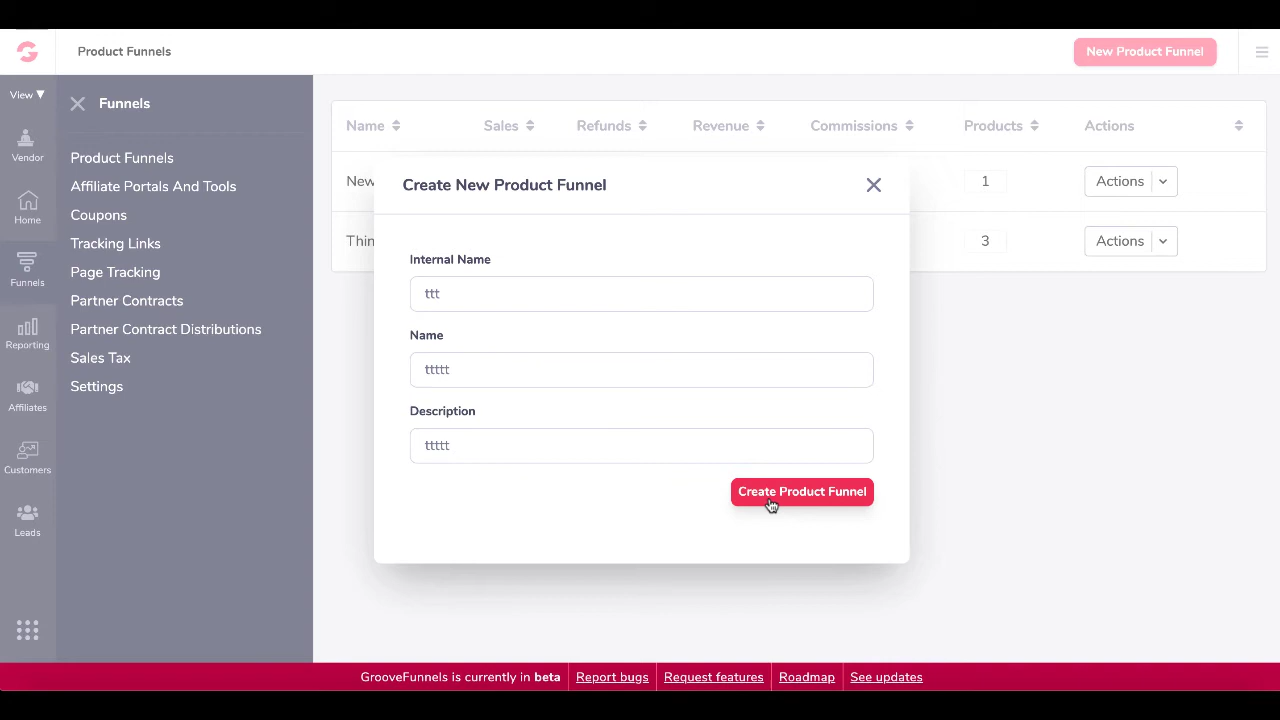 Product Funnels
New Product Funnel
View ▼
Funnels
Vendor
Home
Funnels
Reporting
Affiliates
Customers
Leads
Product Funnels
Affiliate Portals And Tools
Coupons
Tracking Links
Page Tracking
Partner Contracts
Partner Contract Distributions
Sales Tax
Settings
Name Sales Refunds Revenue Commissions Products Actions
New 1 Actions
Thin 3 Actions
Create New Product Funnel
Internal Name
ttt
Name
ttttt
Description
ttttt
Create Product Funnel
GrooveFunnels is currently in beta Report bugs Request features Roadmap See updates